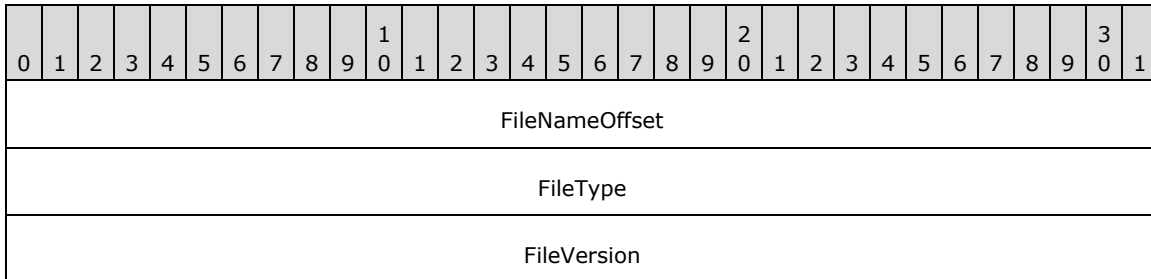 1 2 3
0 1 2 3 4 5 6 7 8 9 0 1 2 3 4 5 6 7 8 9 0 1 2 3 4 5 6 7 8 9 0 1
FileNameOffset
FileType
FileVersion